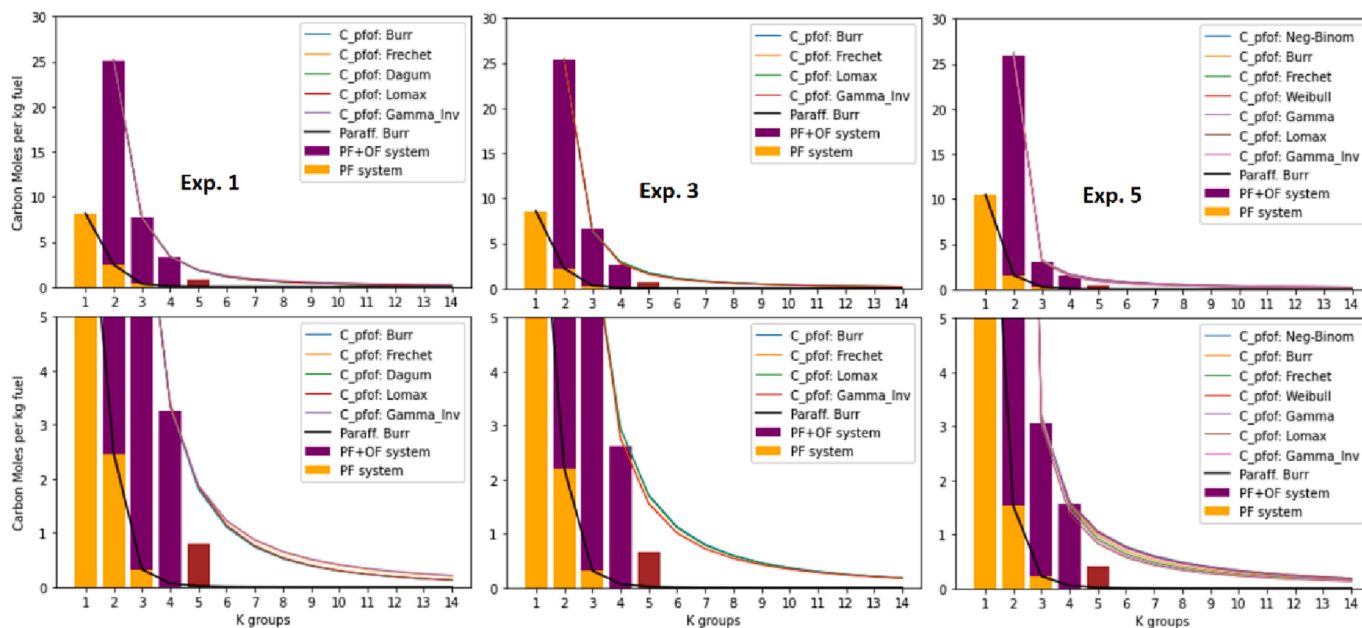 30
25
20
15
10
5
0
Carbon Moles per kg fuel
C_pfof: Burr
C_pfof: Frechet
C_pfof: Dagum
C_pfof: Lomax
C_pfof: Gamma_Inv
Paraff. Burr
PF+OF system
PF system
Exp. 1
1 2 3 4 5 6 7 8 9 10 11 12 13 14
30
25
20
15
10
5
0
C_pfof: Burr
C_pfof: Frechet
C_pfof: Lomax
C_pfof: Gamma_Inv
Paraff. Burr
PF+OF system
PF system
Exp. 3
1 2 3 4 5 6 7 8 9 10 11 12 13 14
30
25
20
15
10
5
0
C_pfof: Neg-Binom
C_pfof: Burr
C_pfof: Frechet
C_pfof: Weibull
C_pfof: Gamma
C_pfof: Lomax
C_pfof: Gamma_Inv
Paraff. Burr
PF+OF system
PF system
Exp. 5
1 2 3 4 5 6 7 8 9 10 11 12 13 14
5
4
3
2
1
0
Carbon Moles per kg fuel
C_pfof: Burr
C_pfof: Frechet
C_pfof: Dagum
C_pfof: Lomax
C_pfof: Gamma_Inv
Paraff. Burr
PF+OF system
PF system
1 2 3 4 5 6 7 8 9 10 11 12 13 14
K groups
5
4
3
2
1
0
C_pfof: Burr
C_pfof: Frechet
C_pfof: Lomax
C_pfof: Gamma_Inv
Paraff. Burr
PF+OF system
PF system
1 2 3 4 5 6 7 8 9 10 11 12 13 14
K groups
5
4
3
2
1
0
C_pfof: Neg-Binom
C_pfof: Burr
C_pfof: Frechet
C_pfof: Weibull
C_pfof: Gamma
C_pfof: Lomax
C_pfof: Gamma_Inv
Paraff. Burr
PF+OF system
PF system
1 2 3 4 5 6 7 8 9 10 11 12 13 14
K groups